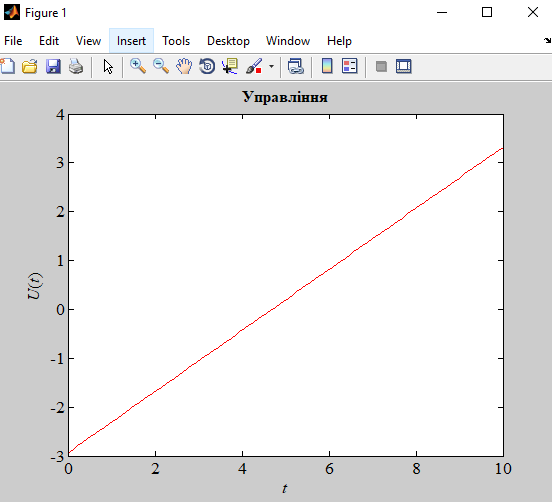 Figure 1
File Edit View Insert Tools Desktop Window Help
Управління
4
3
2
1
0
-1
-2
-3
U(t)
0 2 4 6 8 10
t